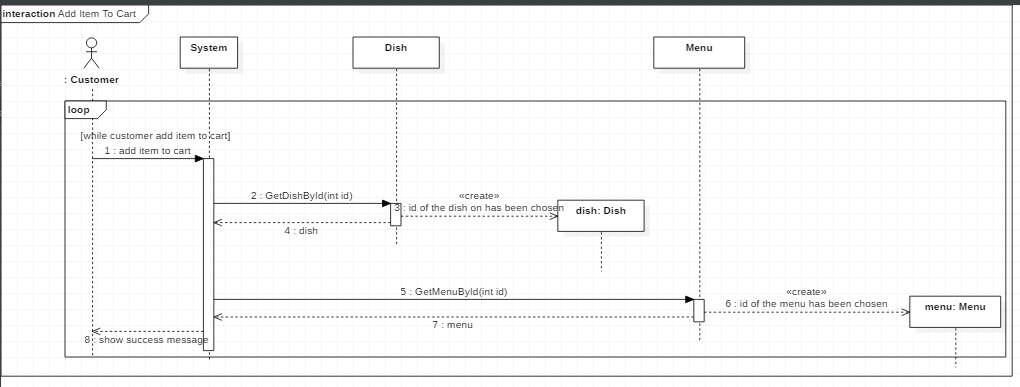 interaction Add Item To Cart
System
Dish
Menu
: Customer
loop
[while customer add item to cart]
1 : add item to cart
2 : GetDishById(int id)
«create»
3 : id of the dish on has been chosen
dish: Dish
4 : dish
5 : GetMenuById(int id)
«create»
6 : id of the menu has been chosen
menu: Menu
7 : menu
8 : show success message